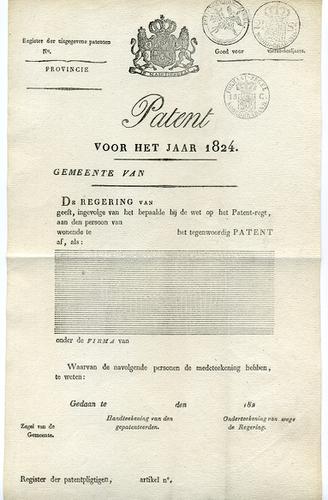 Register der uitgegevene patenten
N°.
Goed voor
PROVINCIE
Patent
VOOR HET JAAR 1824.
GEMEENTE VAN
DE REGERING VAN
geeft, ingevolge van het bepaalde bij de wet op het Patent-regt,
aan den persoon van
wonende te het tegenwoordig PATENT
af, als:
onder de FIRMA van
Waarvan de navolgende personen de medeteekening hebben,
te weten:
Gedaan te den 182
Zegel van de
Gemeente.
Handteekening van den
gepatenteerden.
Onderteekening van wege
de Regering.
Register der patentpligtigen, artikel n°.